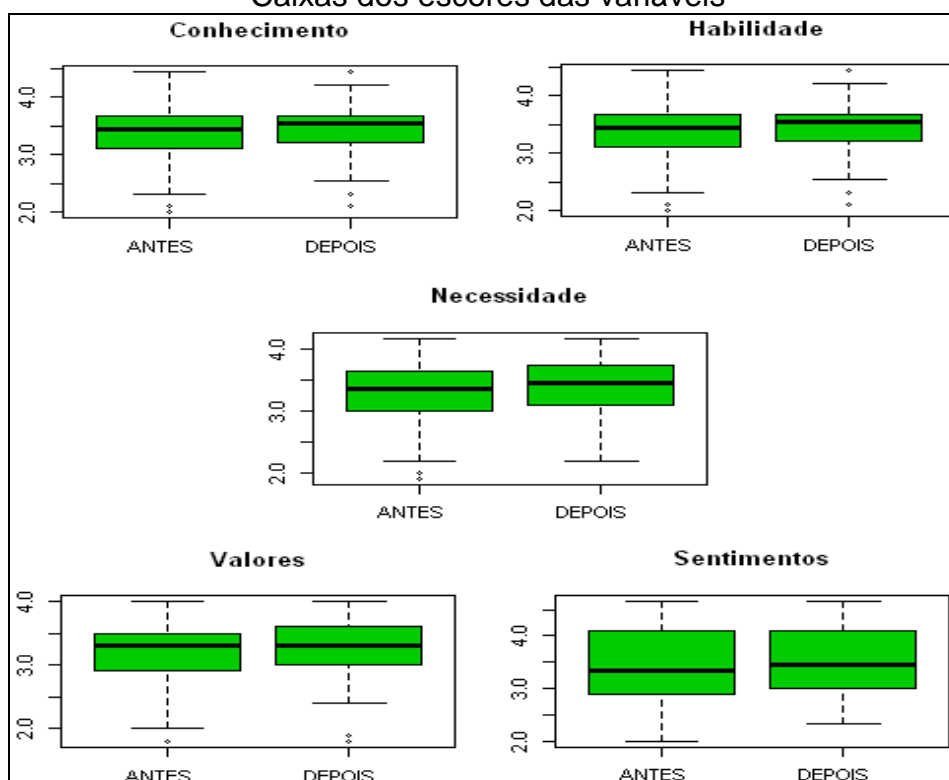 Caixas dos escores das variáveis
Conhecimento
4.0
3.0
2.0
ANTES DEPOIS
Habilidade
4.0
3.0
2.0
ANTES DEPOIS
Necessidade
4.0
3.0
2.0
ANTES DEPOIS
Valores
4.0
3.0
2.0
ANTES DEPOIS
Sentimentos
4.0
3.0
2.0
ANTES DEPOIS